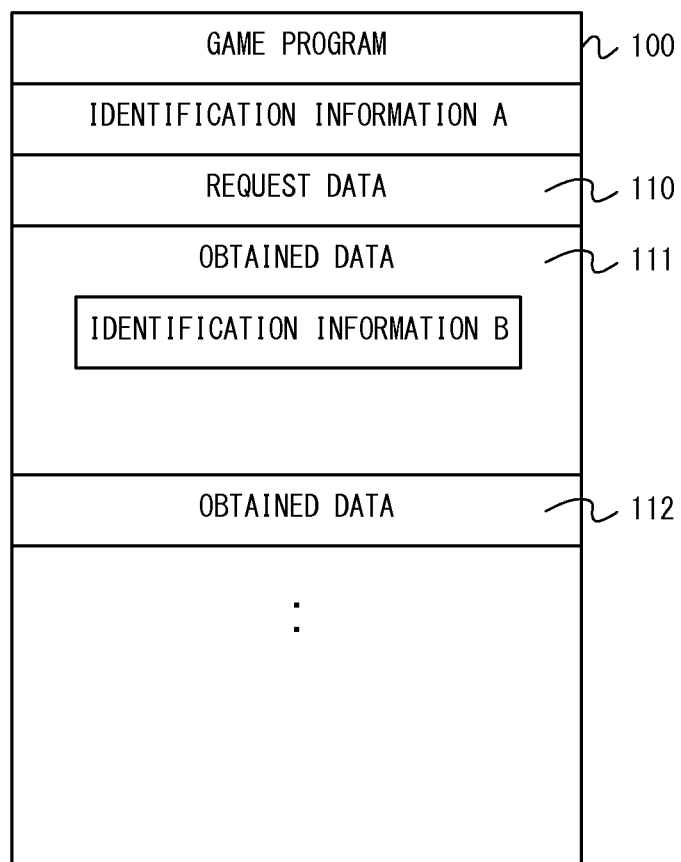 GAME PROGRAM 100
IDENTIFICATION INFORMATION A
REQUEST DATA 110
OBTAINED DATA 111
IDENTIFICATION INFORMATION B
OBTAINED DATA 112
: